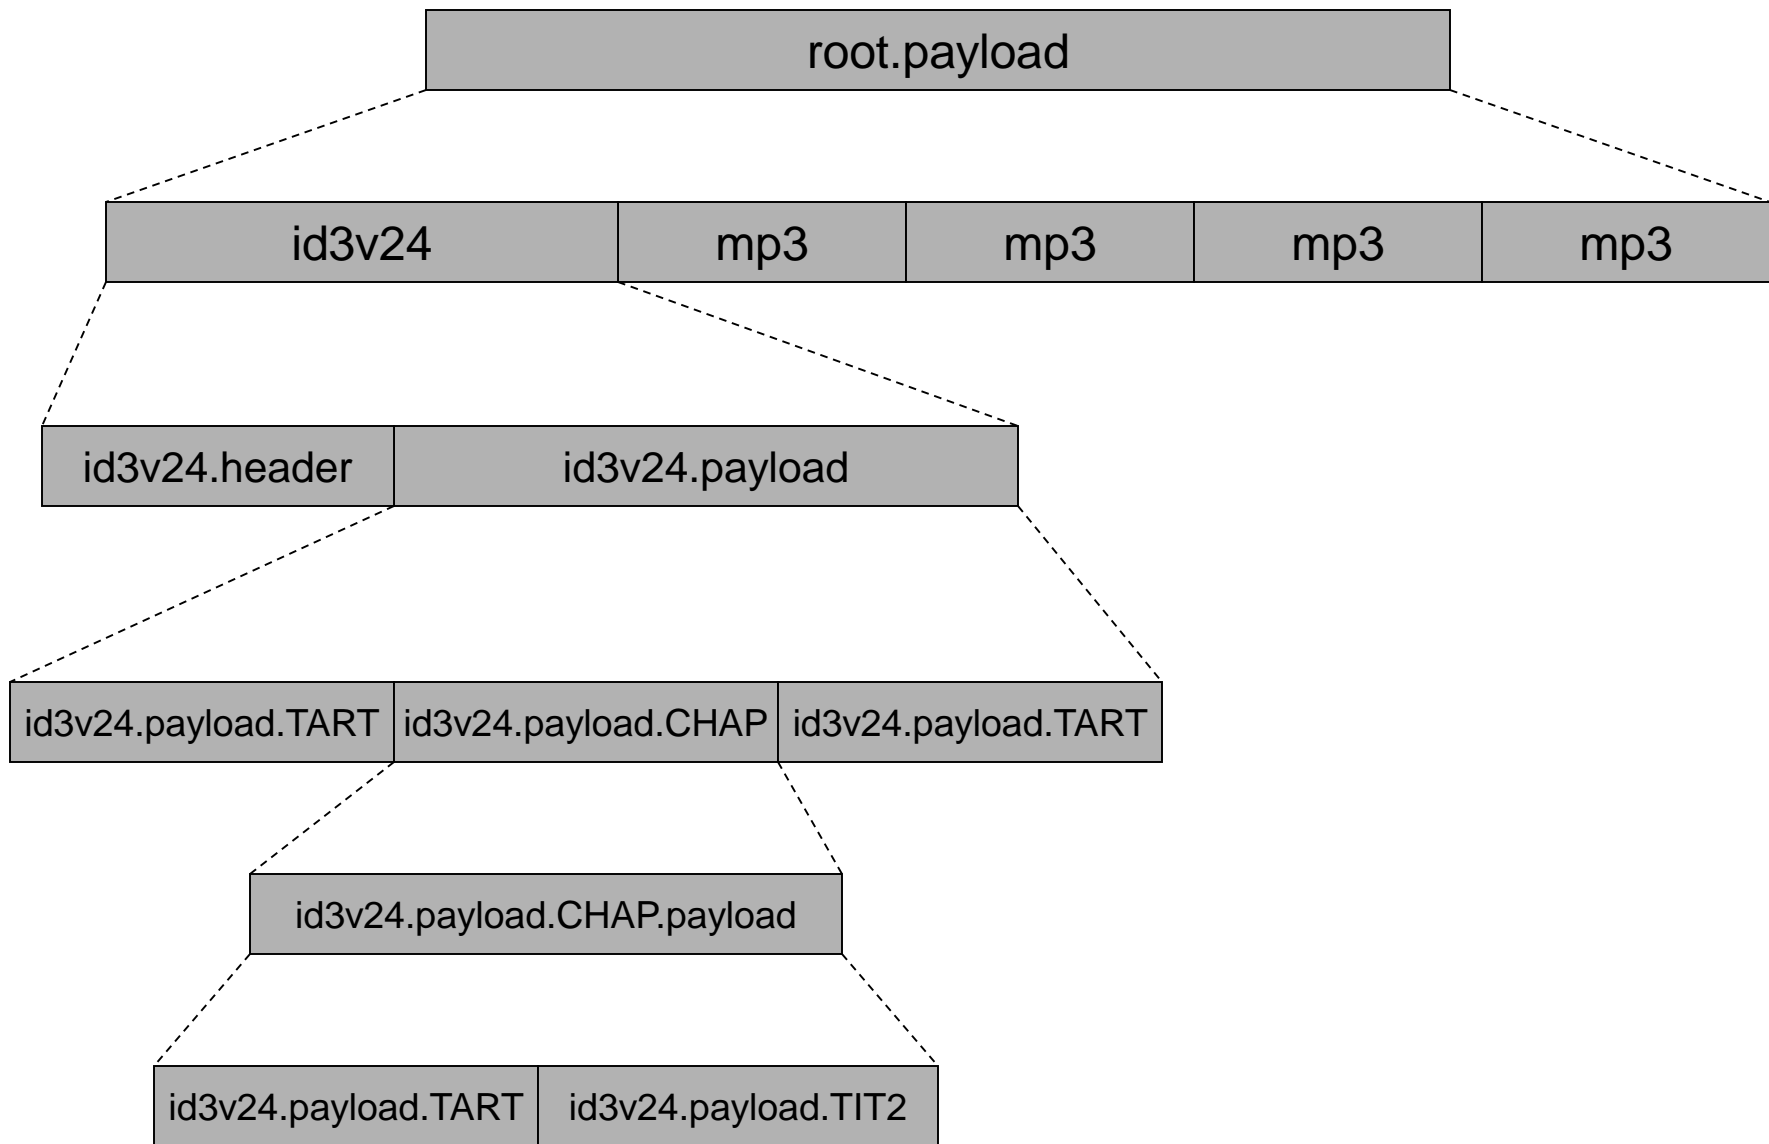 root.payload
id3v24 mp3 mp3 mp3 mp3
id3v24.header id3v24.payload
id3v24.payload.TART id3v24.payload.CHAP id3v24.payload.TART
id3v24.payload.CHAP.payload
id3v24.payload.TART id3v24.payload.TIT2